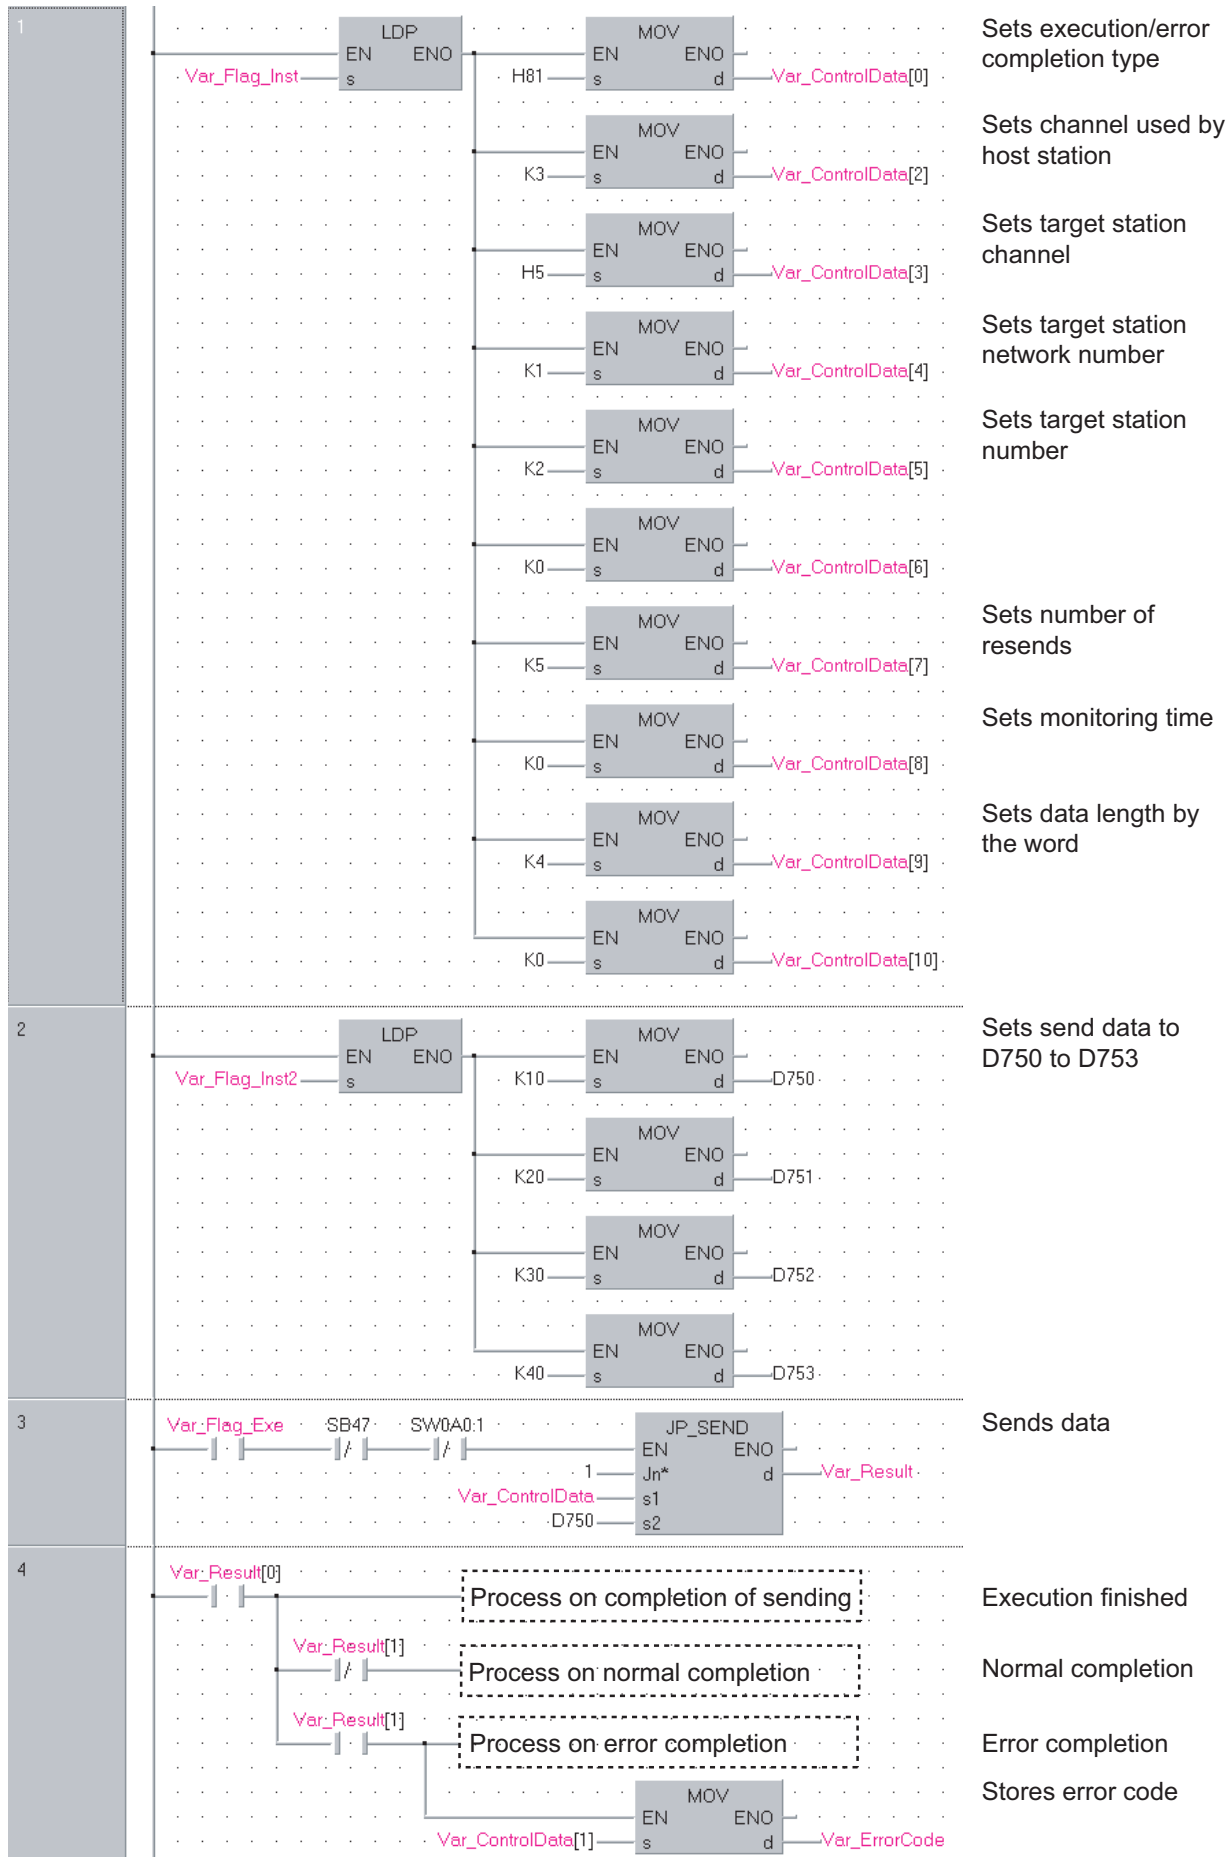 1
LDP
EN ENO
Var_Flag_Inst s
MOV
EN ENO
H81 s d Var_ControlData[0]
Sets execution/error
completion type
MOV
EN ENO
K3 s d Var_ControlData[2]
Sets channel used by
host station
MOV
EN ENO
H5 s d Var_ControlData[3]
Sets target station
channel
MOV
EN ENO
K1 s d Var_ControlData[4]
Sets target station
network number
MOV
EN ENO
K2 s d Var_ControlData[5]
Sets target station
number
MOV
EN ENO
K0 s d Var_ControlData[6]
MOV
EN ENO
K5 s d Var_ControlData[7]
Sets number of
resends
MOV
EN ENO
K0 s d Var_ControlData[8]
Sets monitoring time
MOV
EN ENO
K4 s d Var_ControlData[9]
Sets data length by
the word
MOV
EN ENO
K0 s d Var_ControlData[10]
2
LDP
EN ENO
Var_Flag_Inst2 s
MOV
EN ENO
K10 s d D750
Sets send data to
D750 to D753
MOV
EN ENO
K20 s d D751
MOV
EN ENO
K30 s d D752
MOV
EN ENO
K40 s d D753
3
Var_Flag_Exe SB47 SW0A0.1
JP_SEND
EN ENO
1 Jn* d Var_Result
Var_ControlData s1
D750 s2
Sends data
4
Var_Result[0]
Process on completion of sending
Execution finished
Var_Result[1]
Process on normal completion
Normal completion
Var_Result[1]
Process on error completion
Error completion
Stores error code
MOV
EN ENO
Var_ControlData[1] s d Var_ErrorCode